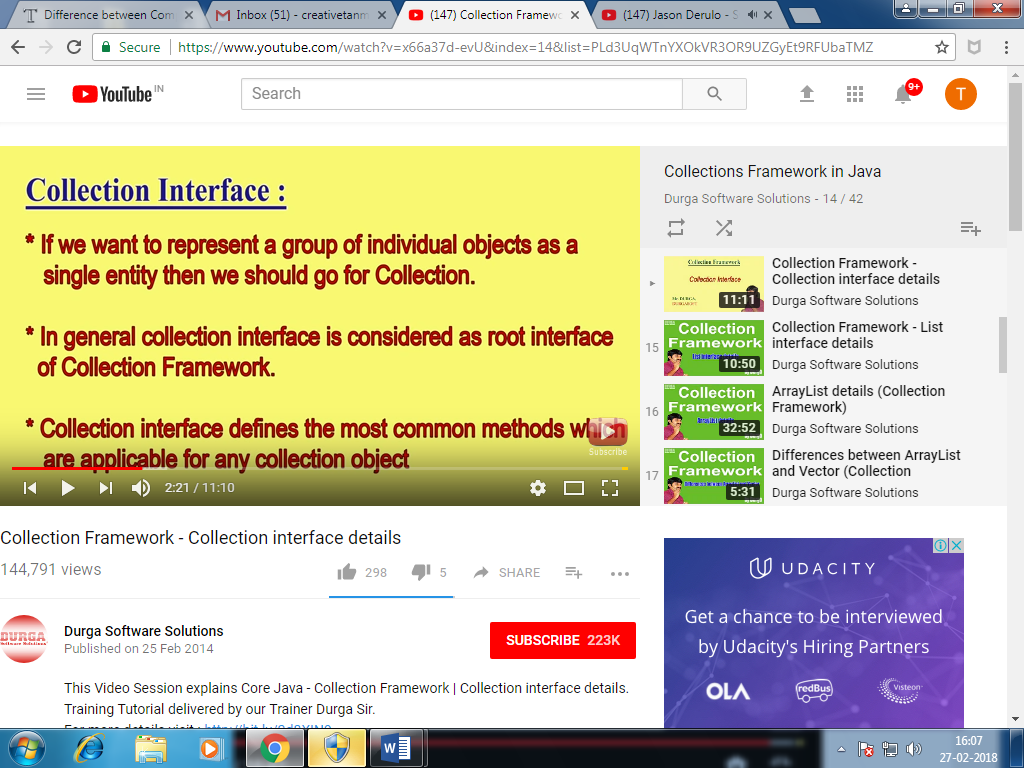 Difference between Com
Inbox (51) - creativetanm
(147) Collection Framewo
(147) Jason Derulo - S
Secure
https://www.youtube.com/watch?v=x66a37d-evU&index=14&list=PLd3UqWTnYXOkVR3OR9UZGyEt9RFUbaTMZ
YouTube IN
Search
9+
T
Collection Interface :
* If we want to represent a group of individual objects as a
single entity then we should go for Collection.
* In general collection interface is considered as root interface
of Collection Framework.
* Collection interface defines the most common methods which
are applicable for any collection object
Subscribe
2:21 / 11:10
Collections Framework in Java
Durga Software Solutions - 14 / 42
Collection Framework
Collection Interface
11:11
Collection Framework -
Collection interface details
Durga Software Solutions
15
Collection
Framework
10:50
Collection Framework - List
interface details
Durga Software Solutions
16
Collection
Framework
32:52
ArrayList details (Collection
Framework)
Durga Software Solutions
17
Collection
Framework
5:31
Differences between ArrayList
and Vector (Collection
Durga Software Solutions
Collection Framework - Collection interface details
144,791 views
298
5
SHARE
DURGA
Software Solutions
Durga Software Solutions
Published on 25 Feb 2014
SUBSCRIBE 223K
This Video Session explains Core Java - Collection Framework | Collection interface details.
Training Tutorial delivered by our Trainer Durga Sir.
UDACITY
Get a chance to be interviewed
by Udacity's Hiring Partners
OLA
redBus
Visteon
16:07
27-02-2018